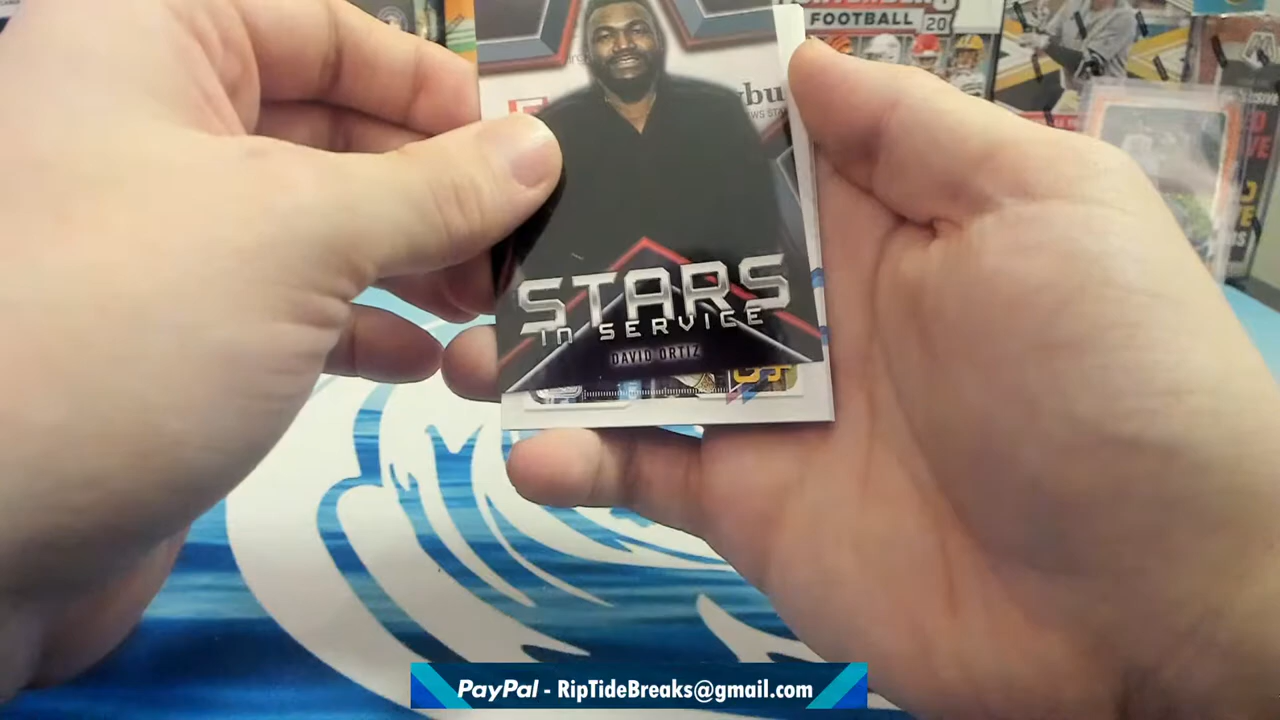 FOOTBALL 20
STARS
IN SERVICE
DAVID ORTIZ
PayPal - RipTideBreaks@gmail.com